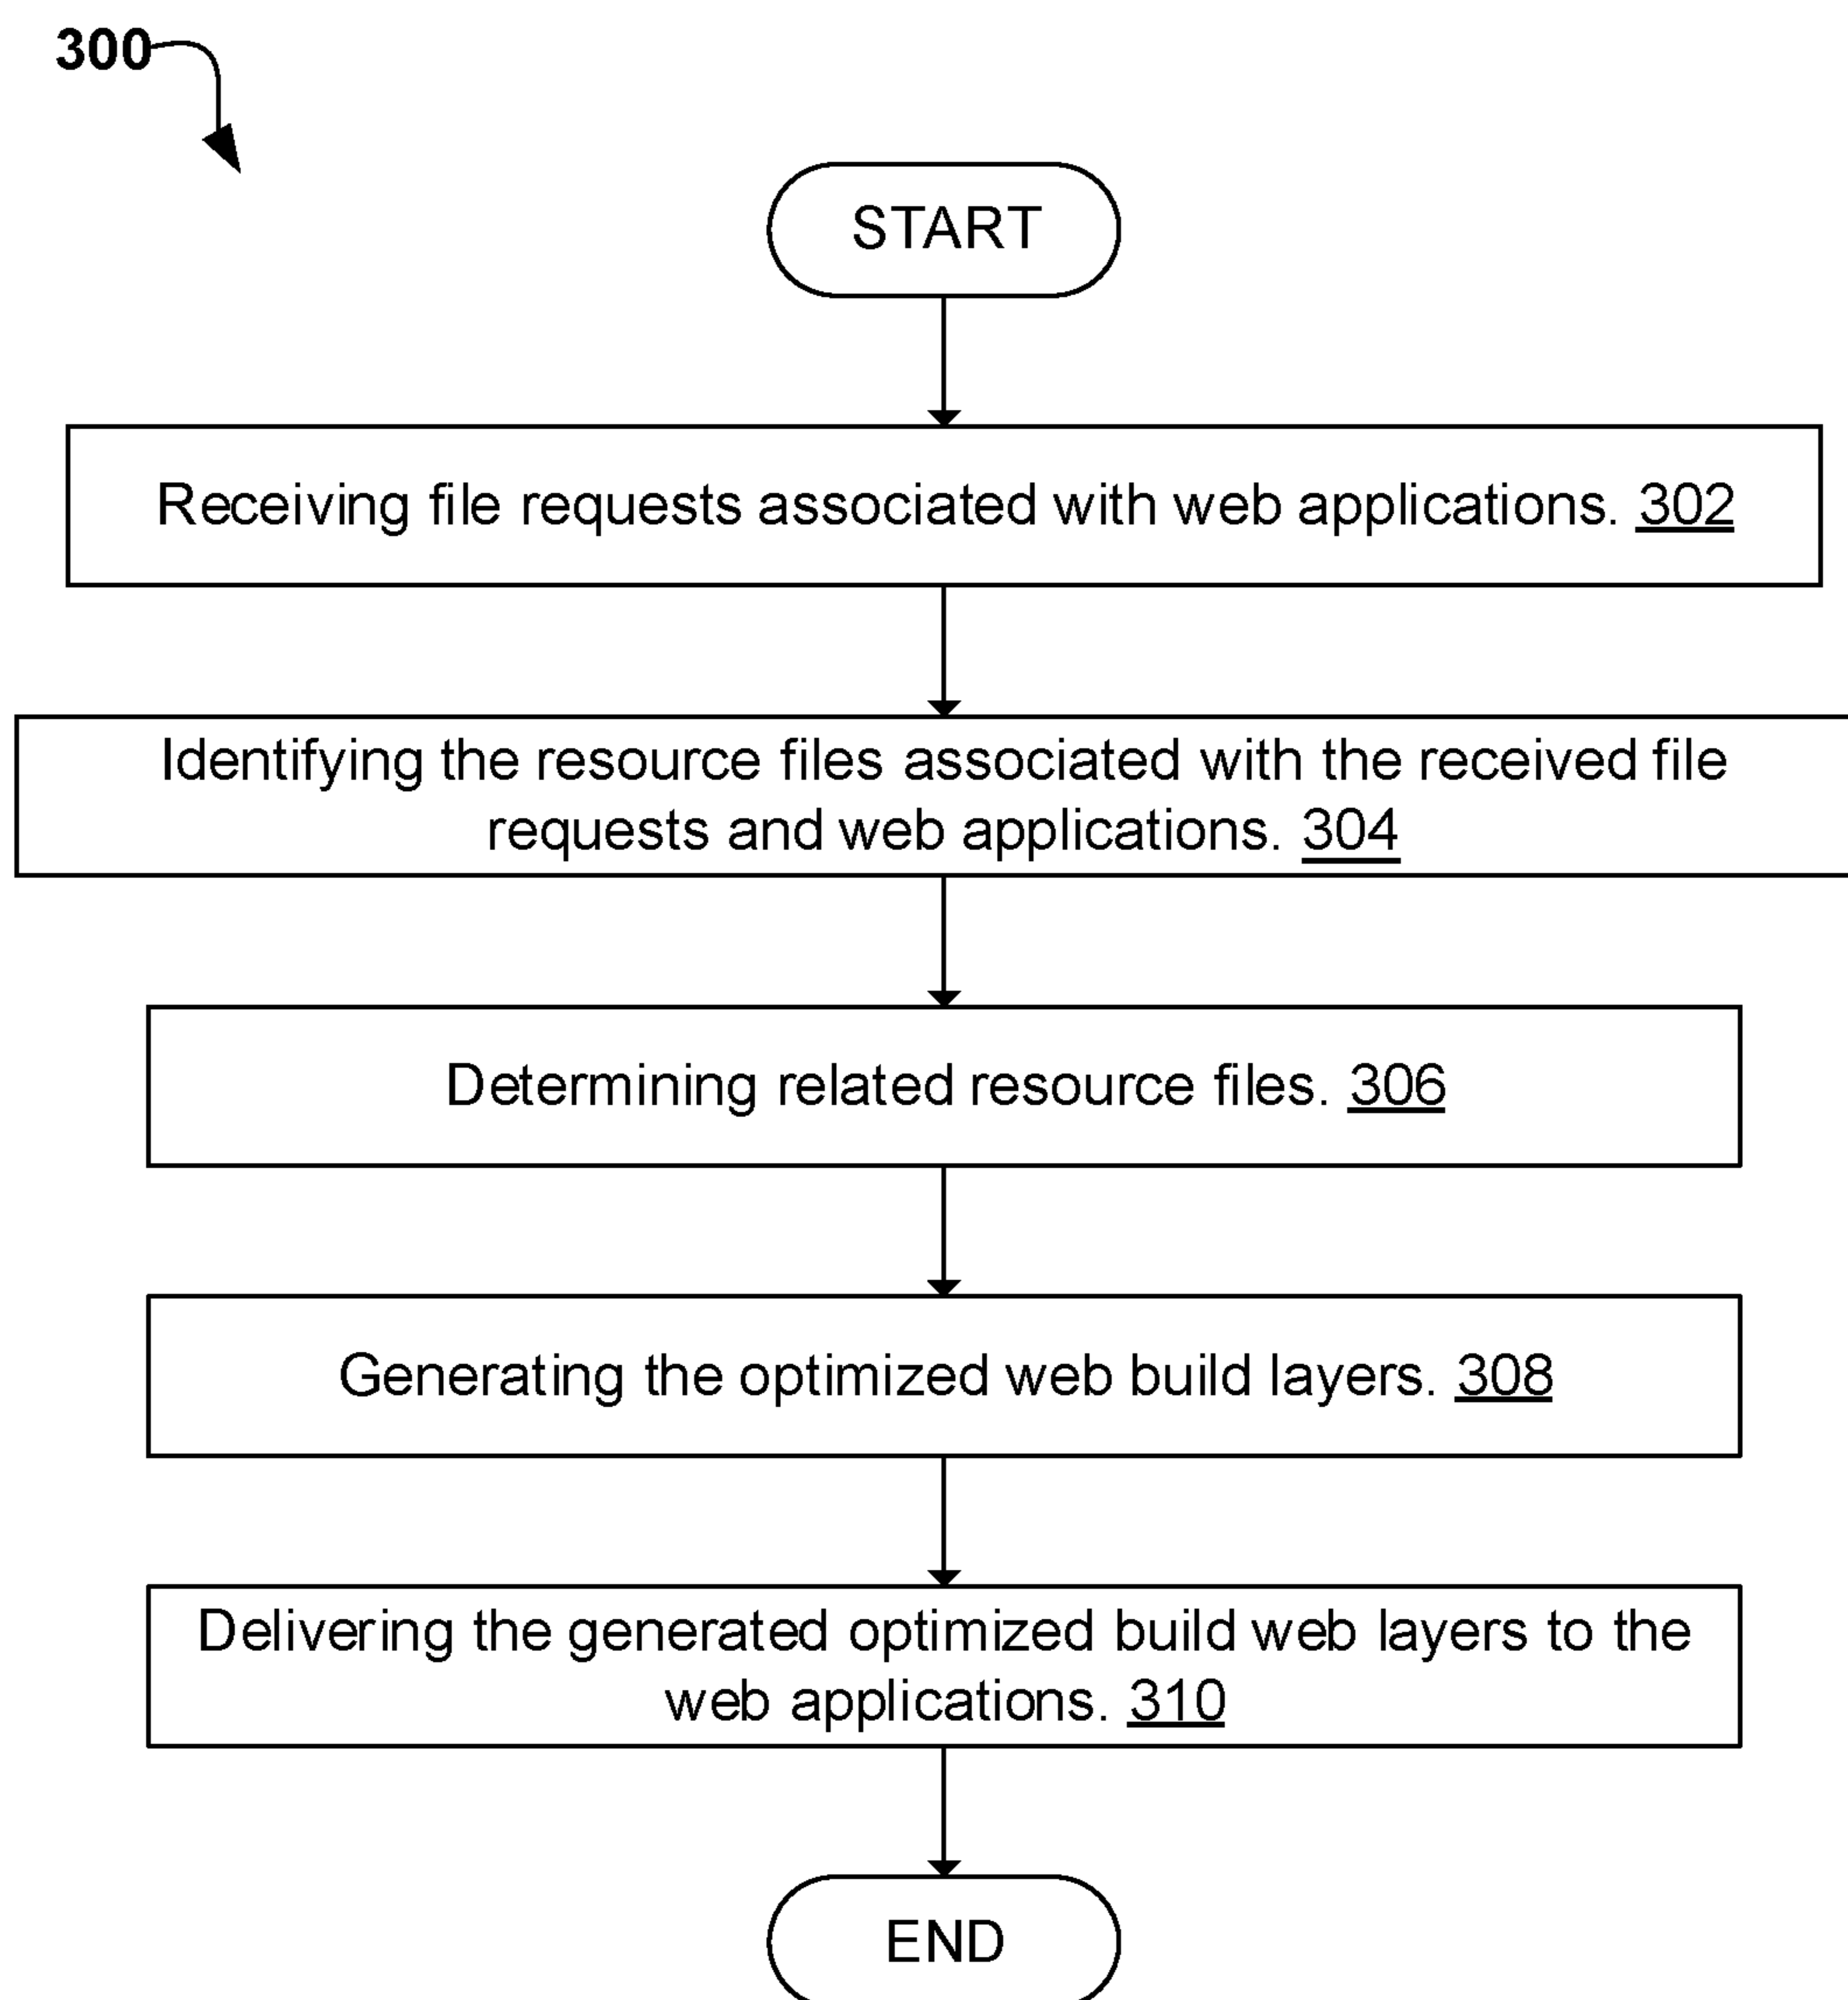 300
START
Receiving file requests associated with web applications. 302
Identifying the resource files associated with the received file
requests and web applications. 304
Determining related resource files. 306
Generating the optimized web build layers. 308
Delivering the generated optimized build web layers to the
web applications. 310
END